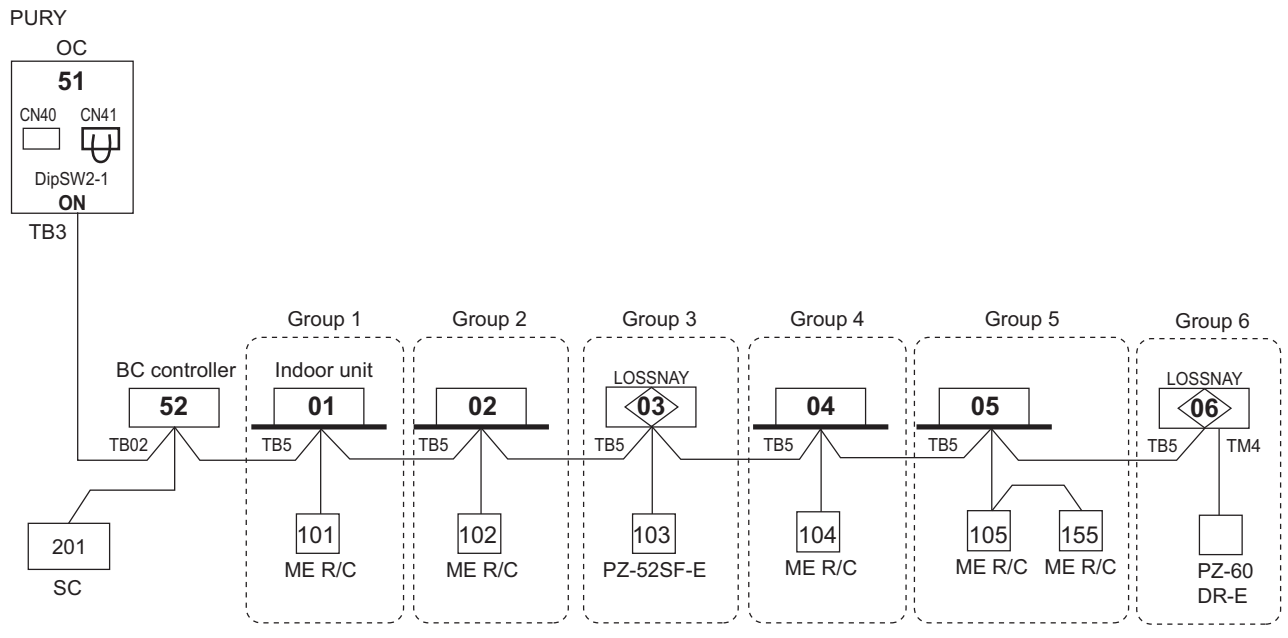 PURY
OC
51
CN40 CN41
DipSW2-1
ON
TB3
Group 1 Group 2 Group 3 Group 4 Group 5 Group 6
BC controller Indoor unit LOSSNAY LOSSNAY
52 01 02 03 04 05 06
TB02 TB5 TB5 TB5 TB5 TB5 TB5 TM4
201 101 102 103 104 105 155
SC ME R/C ME R/C PZ-52SF-E ME R/C ME R/C ME R/C PZ-60
DR-E